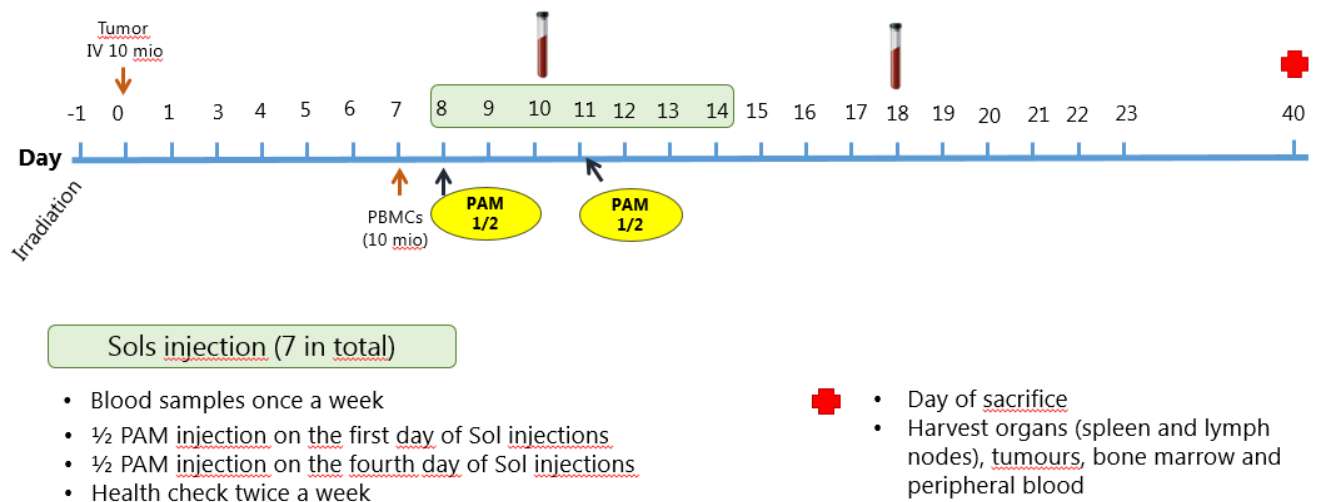 Tumor
IV 10 mio
-1 0 1 3 4 5 6 7 8 9 10 11 12 13 14 15 16 17 18 19 20 21 22 23 40
Day
Irradiation
PBMCs
(10 mio)
PAM
1/2
PAM
1/2
Sols injection (7 in total)
• Blood samples once a week
• ½ PAM injection on the first day of Sol injections
• ½ PAM injection on the fourth day of Sol injections
• Health check twice a week
• Day of sacrifice
• Harvest organs (spleen and lymph
nodes), tumours, bone marrow and
peripheral blood